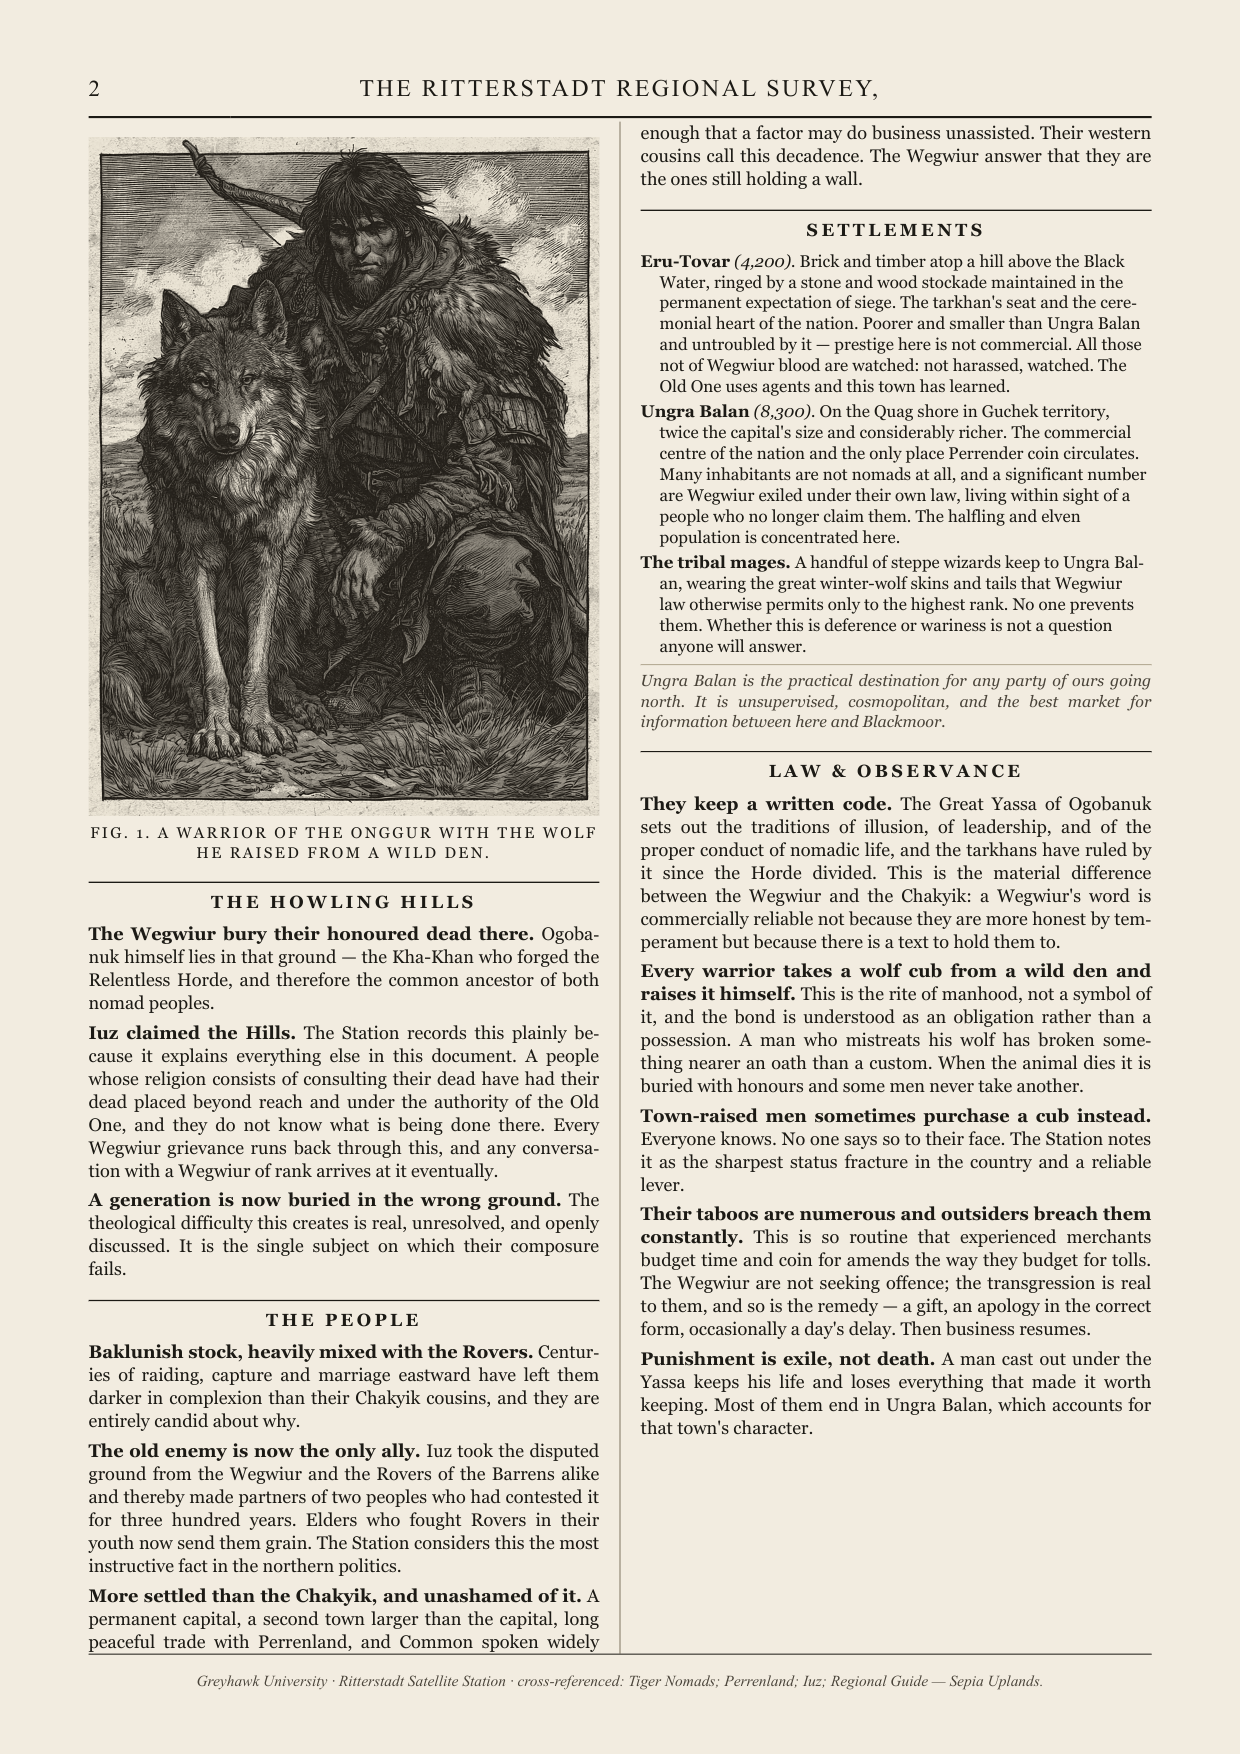 2
THE RITTERSTADT REGIONAL SURVEY,
FIG. 1. A WARRIOR OF THE ONGGUR WITH THE WOLF
HE RAISED FROM A WILD DEN.
THE HOWLING HILLS
The Wegwiur bury their honoured dead there. Ogoba-
nuk himself lies in that ground — the Kha-Khan who forged the
Relentless Horde, and therefore the common ancestor of both
nomad peoples.
Iuz claimed the Hills. The Station records this plainly be-
cause it explains everything else in this document. A people
whose religion consists of consulting their dead have had their
dead placed beyond reach and under the authority of the Old
One, and they do not know what is being done there. Every
Wegwiur grievance runs back through this, and any conversa-
tion with a Wegwiur of rank arrives at it eventually.
A generation is now buried in the wrong ground. The
theological difficulty this creates is real, unresolved, and openly
discussed. It is the single subject on which their composure
fails.
THE PEOPLE
Baklunish stock, heavily mixed with the Rovers. Centur-
ies of raiding, capture and marriage eastward have left them
darker in complexion than their Chakyik cousins, and they are
entirely candid about why.
The old enemy is now the only ally. Iuz took the disputed
ground from the Wegwiur and the Rovers of the Barrens alike
and thereby made partners of two peoples who had contested it
for three hundred years. Elders who fought Rovers in their
youth now send them grain. The Station considers this the most
instructive fact in the northern politics.
More settled than the Chakyik, and unashamed of it. A
permanent capital, a second town larger than the capital, long
peaceful trade with Perrenland, and Common spoken widely
enough that a factor may do business unassisted. Their western
cousins call this decadence. The Wegwiur answer that they are
the ones still holding a wall.
SETTLEMENTS
Eru-Tovar (4,200). Brick and timber atop a hill above the Black
Water, ringed by a stone and wood stockade maintained in the
permanent expectation of siege. The tarkhan's seat and the cere-
monial heart of the nation. Poorer and smaller than Ungra Balan
and untroubled by it — prestige here is not commercial. All those
not of Wegwiur blood are watched: not harassed, watched. The
Old One uses agents and this town has learned.
Ungra Balan (8,300). On the Quag shore in Guchek territory,
twice the capital's size and considerably richer. The commercial
centre of the nation and the only place Perrender coin circulates.
Many inhabitants are not nomads at all, and a significant number
are Wegwiur exiled under their own law, living within sight of a
people who no longer claim them. The halfling and elven
population is concentrated here.
The tribal mages. A handful of steppe wizards keep to Ungra Bal-
an, wearing the great winter-wolf skins and tails that Wegwiur
law otherwise permits only to the highest rank. No one prevents
them. Whether this is deference or wariness is not a question
anyone will answer.
Ungra Balan is the practical destination for any party of ours going
north. It is unsupervised, cosmopolitan, and the best market for
information between here and Blackmoor.
LAW & OBSERVANCE
They keep a written code. The Great Yassa of Ogobanuk
sets out the traditions of illusion, of leadership, and of the
proper conduct of nomadic life, and the tarkhans have ruled by
it since the Horde divided. This is the material difference
between the Wegwiur and the Chakyik: a Wegwiur's word is
commercially reliable not because they are more honest by tem-
perament but because there is a text to hold them to.
Every warrior takes a wolf cub from a wild den and
raises it himself. This is the rite of manhood, not a symbol of
it, and the bond is understood as an obligation rather than a
possession. A man who mistreats his wolf has broken some-
thing nearer an oath than a custom. When the animal dies it is
buried with honours and some men never take another.
Town-raised men sometimes purchase a cub instead.
Everyone knows. No one says so to their face. The Station notes
it as the sharpest status fracture in the country and a reliable
lever.
Their taboos are numerous and outsiders breach them
constantly. This is so routine that experienced merchants
budget time and coin for amends the way they budget for tolls.
The Wegwiur are not seeking offence; the transgression is real
to them, and so is the remedy — a gift, an apology in the correct
form, occasionally a day's delay. Then business resumes.
Punishment is exile, not death. A man cast out under the
Yassa keeps his life and loses everything that made it worth
keeping. Most of them end in Ungra Balan, which accounts for
that town's character.
Greyhawk University · Ritterstadt Satellite Station · cross-referenced: Tiger Nomads; Perrenland; Iuz; Regional Guide — Sepia Uplands.